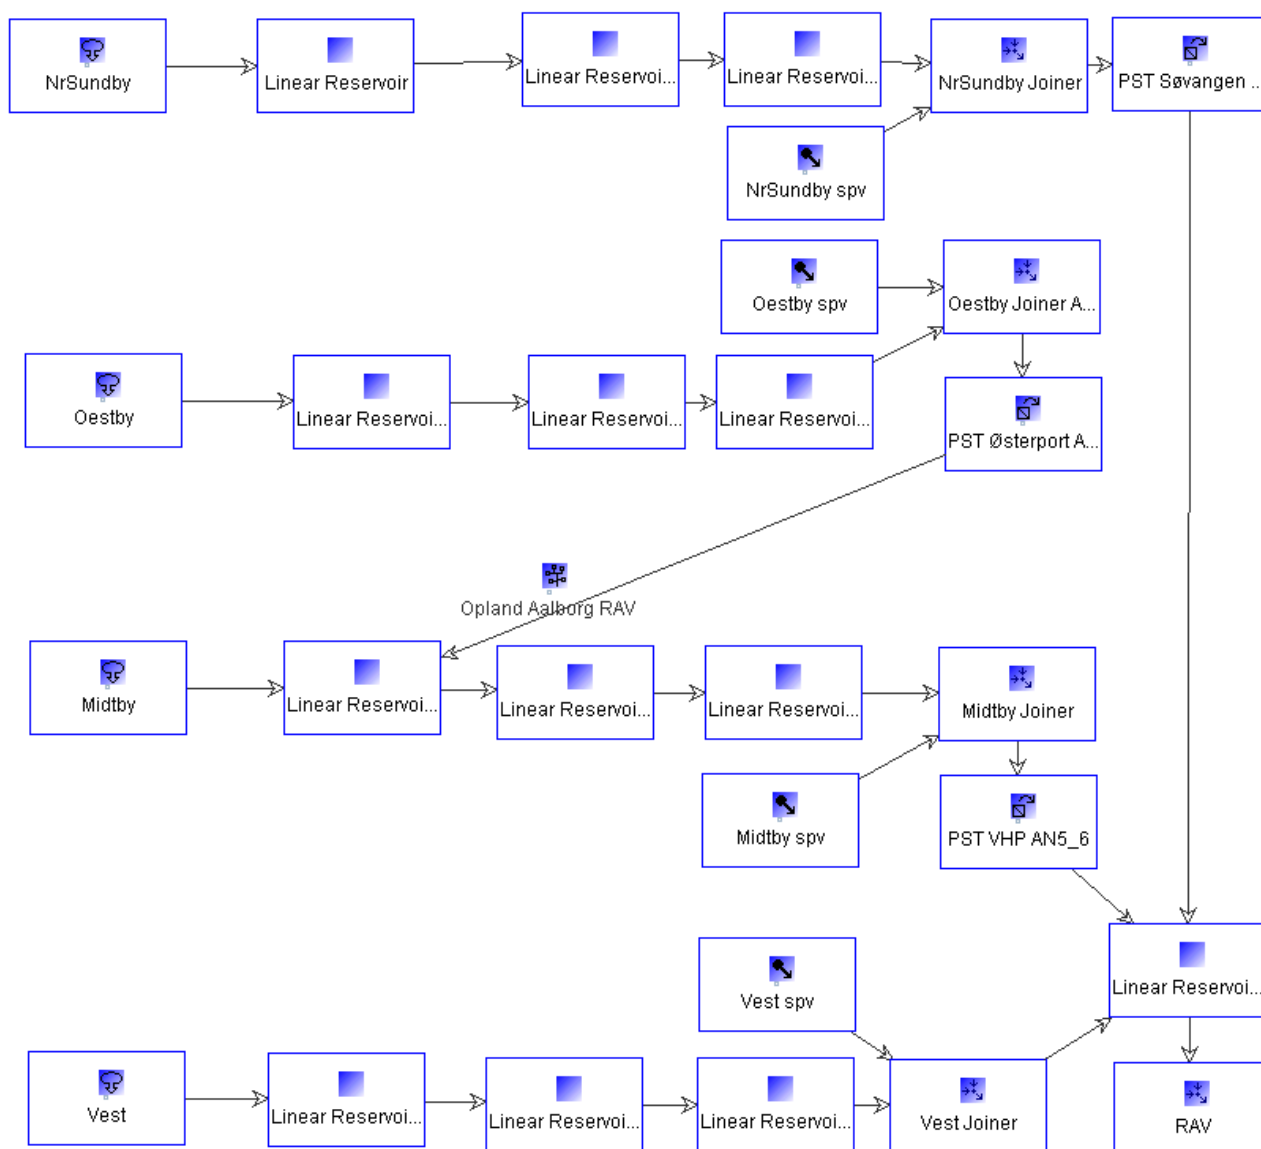 NrSundby
Linear Reservoir
Linear Reservoi...
Linear Reservoi...
NrSundby Joiner
PST Søvangen ...
NrSundby spv
Oestby spv
Oestby Joiner A...
Oestby
Linear Reservoi...
Linear Reservoi...
Linear Reservoi...
PST Østerport A...
Opland Aalborg RAV
Midtby
Linear Reservoi...
Linear Reservoi...
Linear Reservoi...
Midtby Joiner
Midtby spv
PST VHP AN5_6
Vest spv
Linear Reservoi...
Vest
Linear Reservoi...
Linear Reservoi...
Linear Reservoi...
Vest Joiner
RAV